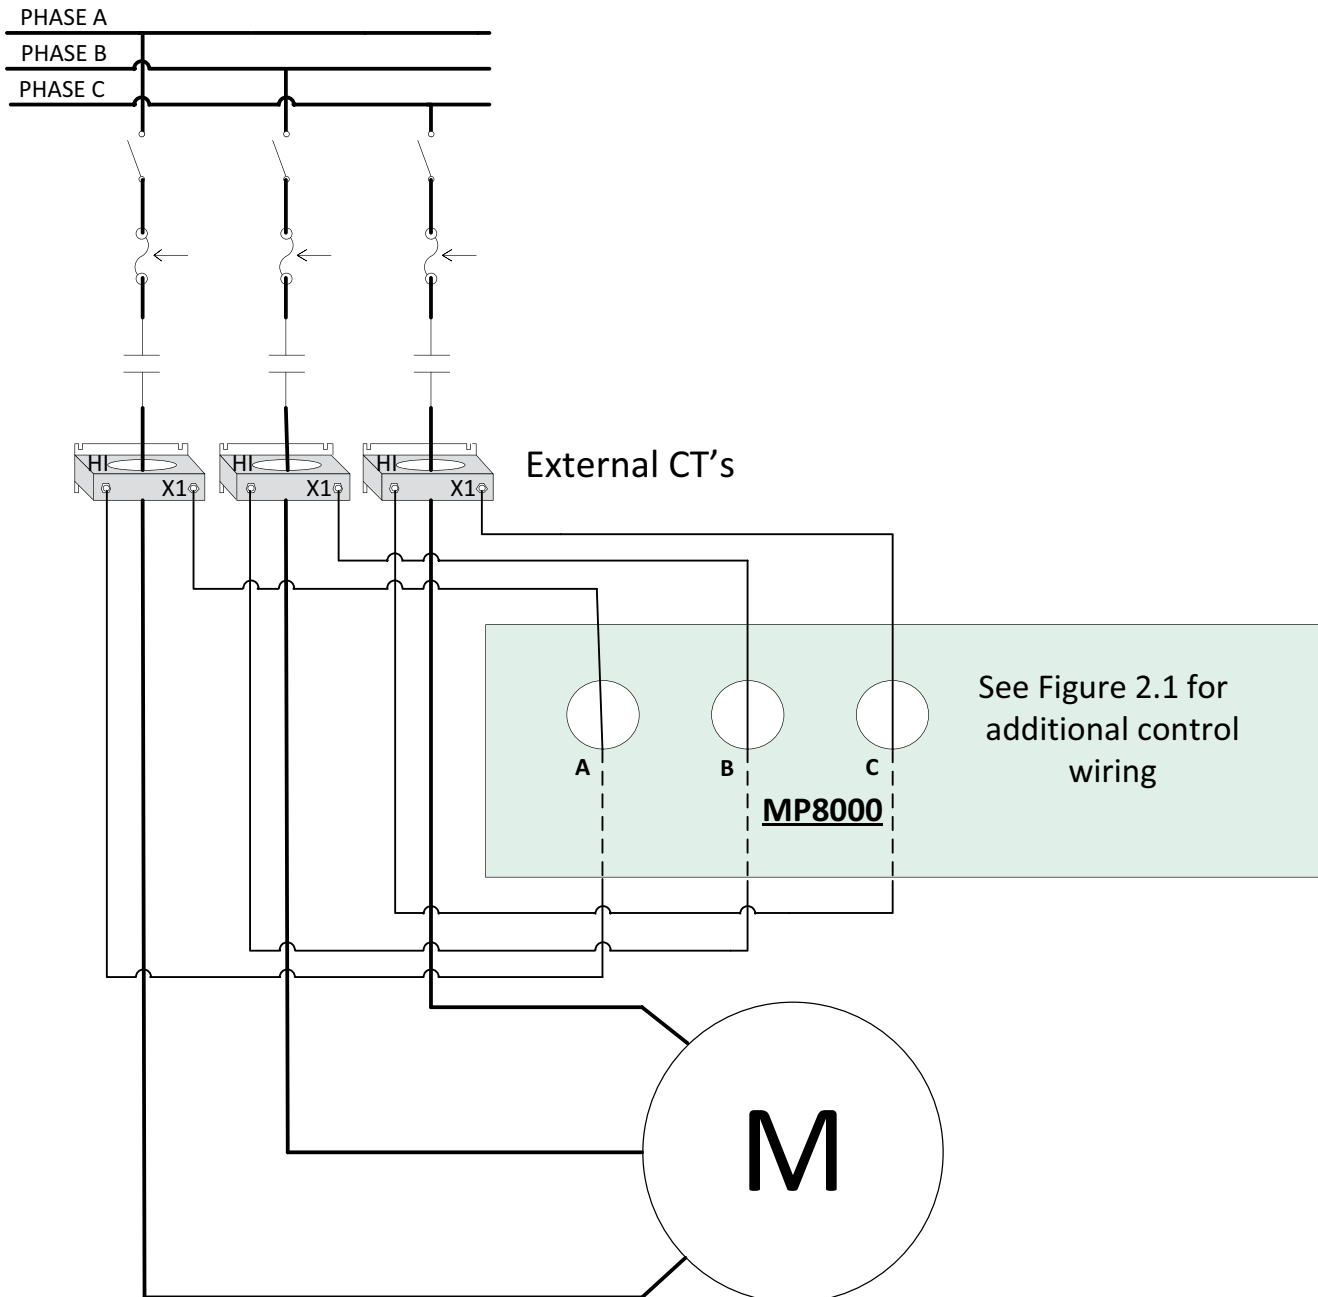 PHASE A
PHASE B
PHASE C
HI
HI
HI
External CT’s
X1
X1
X1
See Figure 2.1 for
additional control
wiring
A
B
C
MP8000
M